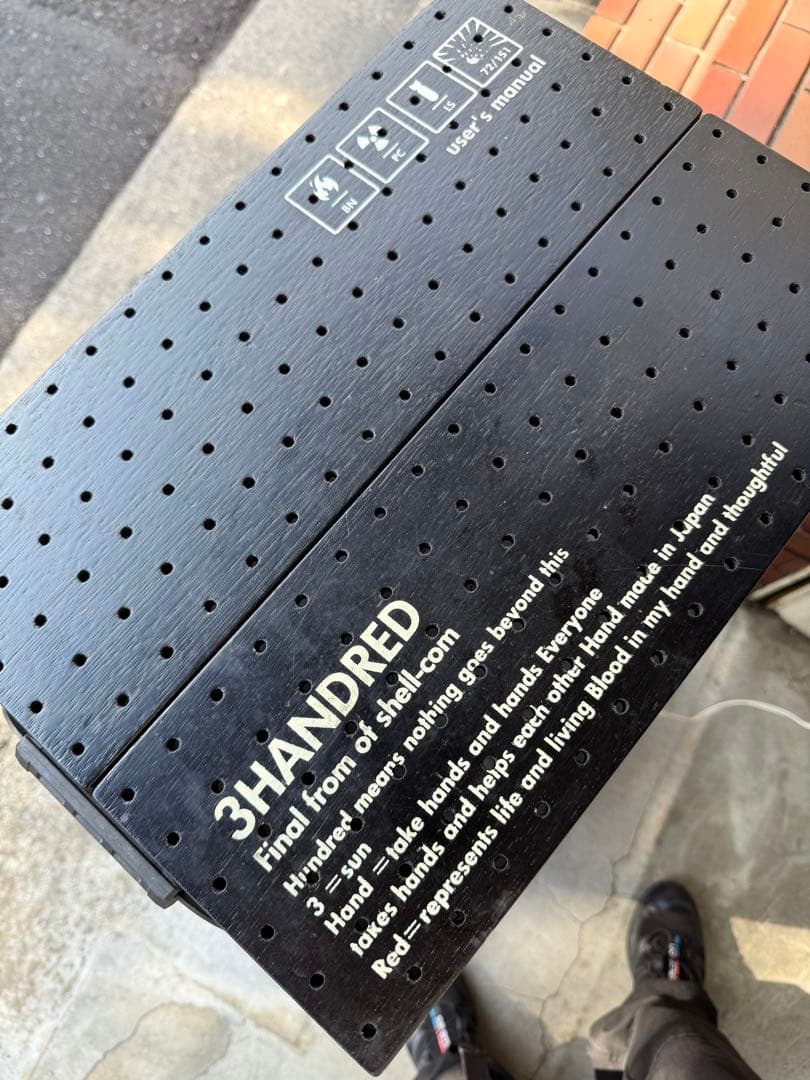 BN
PC
LS
72/151
user's manual
3HANDRED
Final from of shell-com
Hundred means nothing goes beyond this
3 = sun
Hand = take hands and hands Everyone
takes hands and helps each other Hand made in Japan
Red = represents life and living Blood in my hand and thoughtful